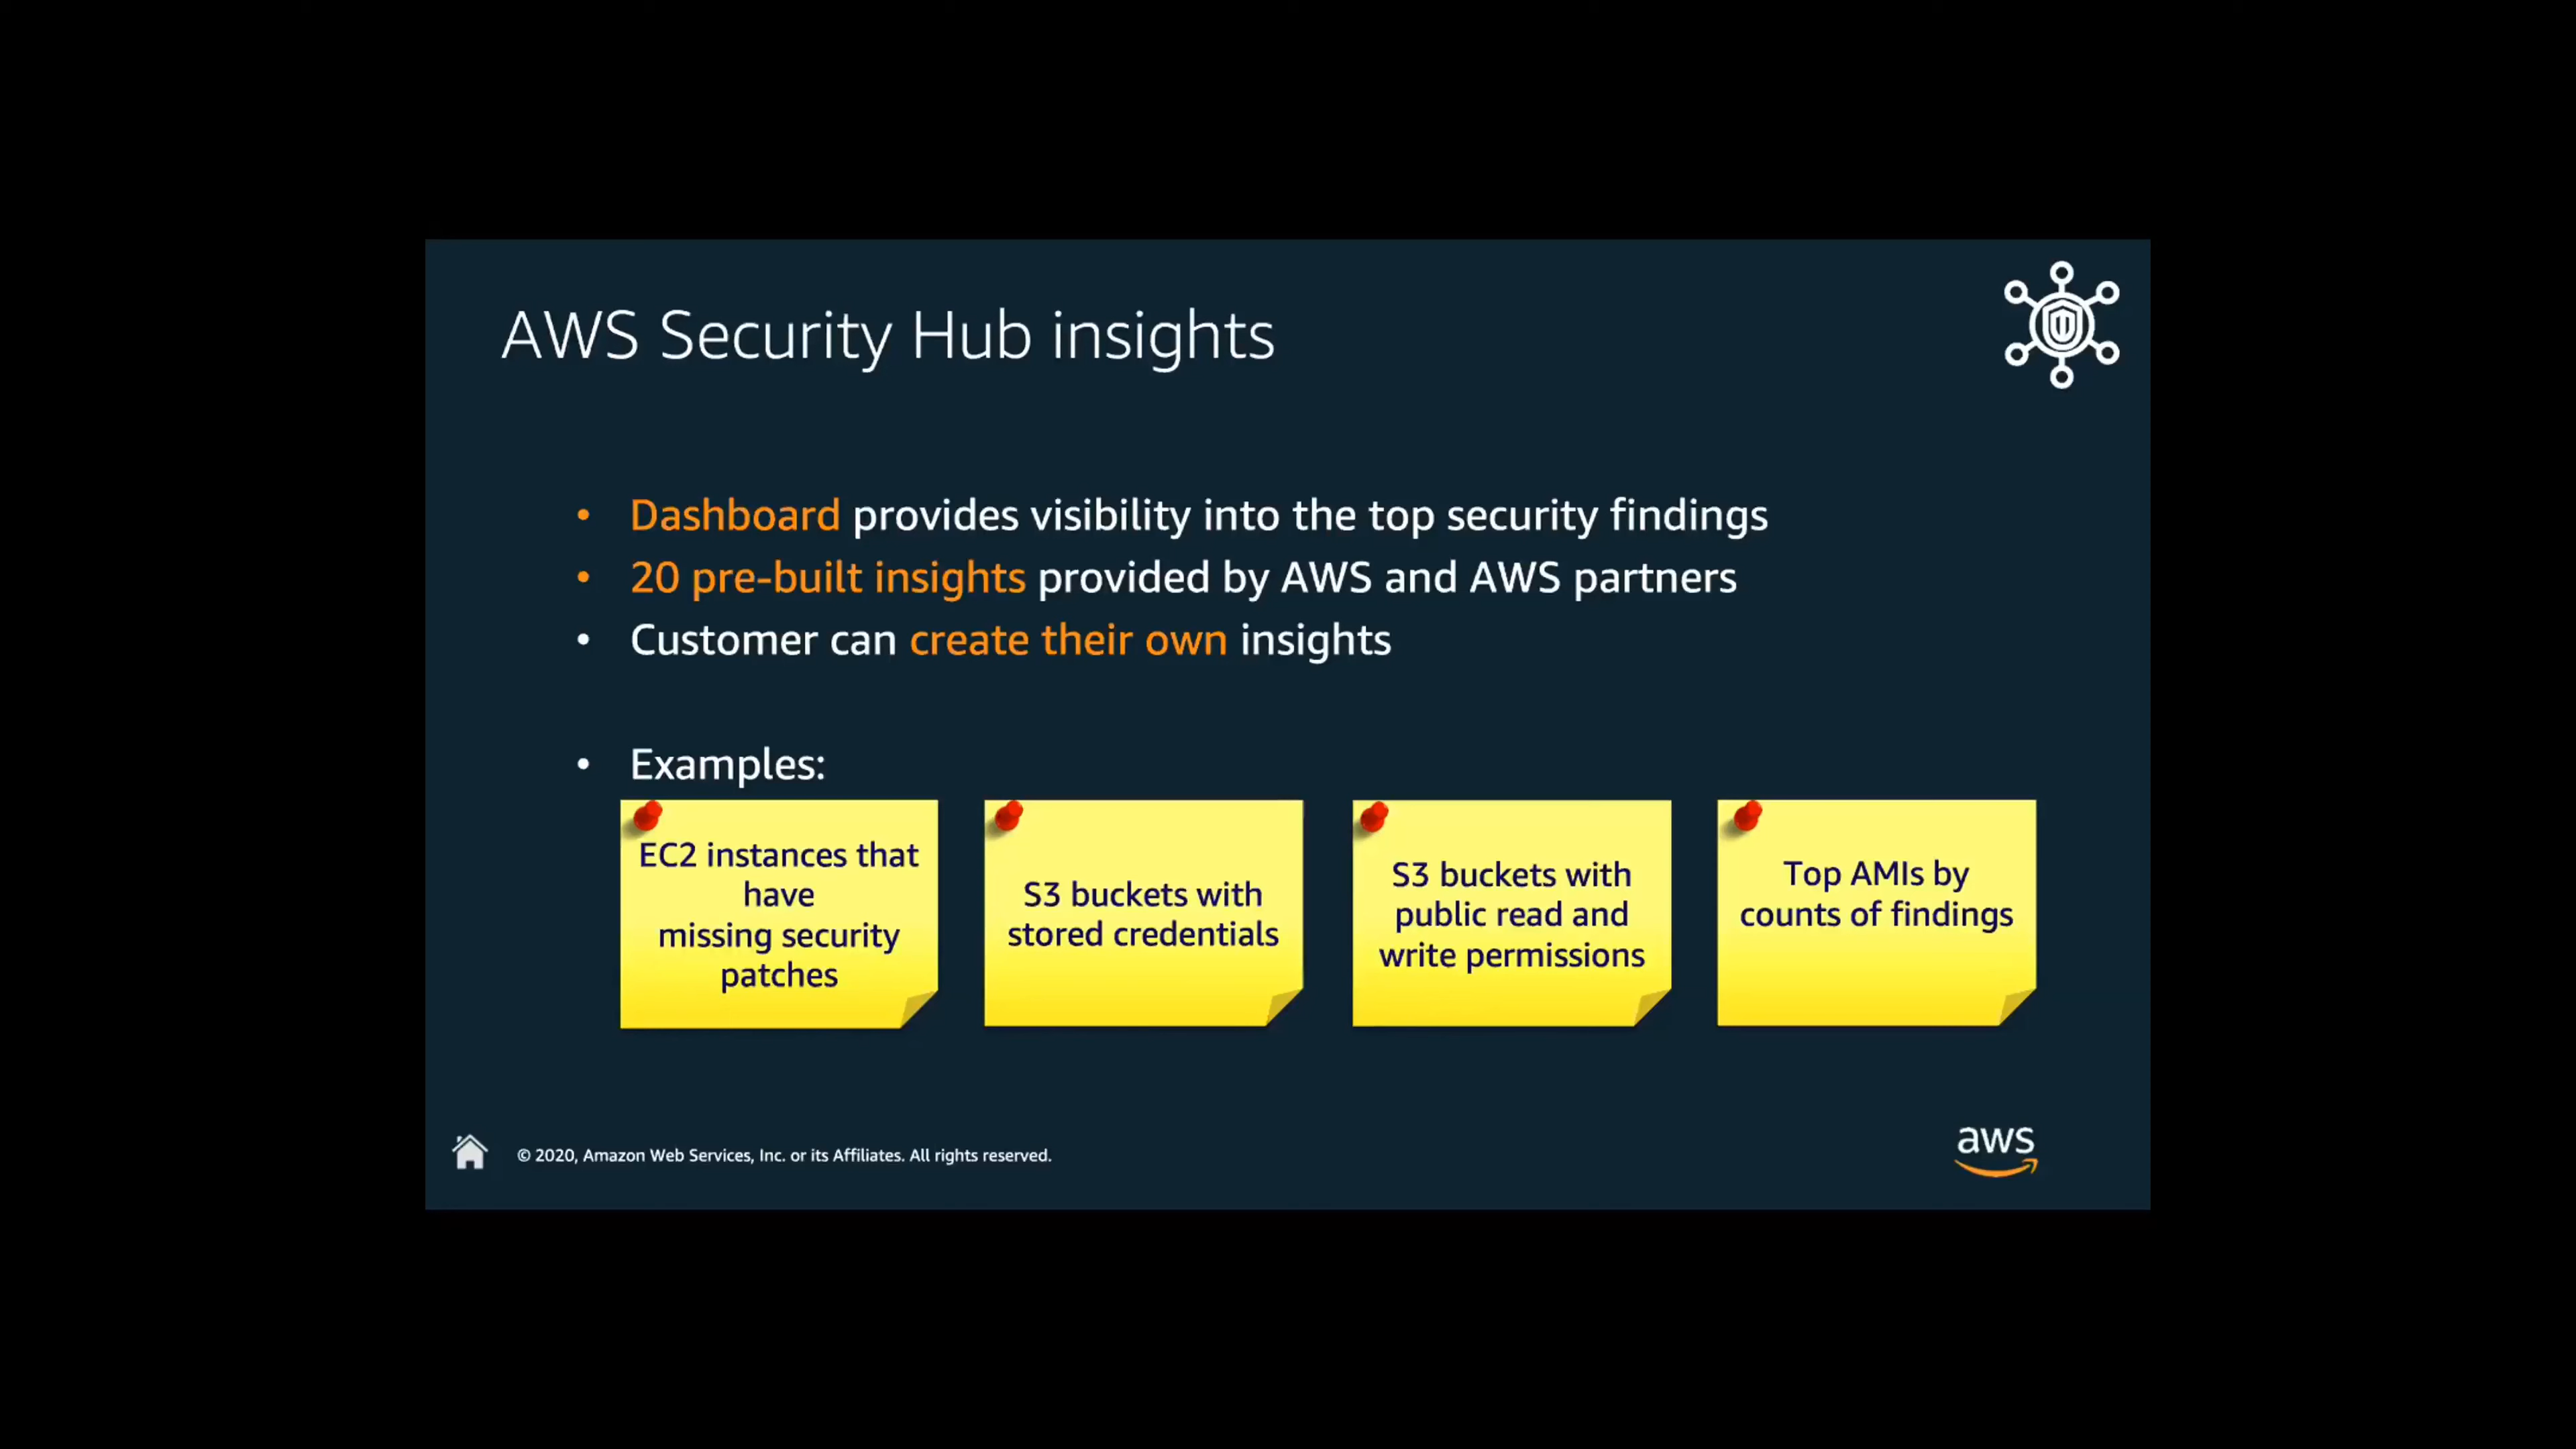 AWS Security Hub insights
• Dashboard provides visibility into the top security findings
• 20 pre-built insights provided by AWS and AWS partners
• Customer can create their own insights
• Examples:
EC2 instances that
have
missing security
patches
S3 buckets with
stored credentials
S3 buckets with
public read and
write permissions
Top AMIs by
counts of findings
© 2020, Amazon Web Services, Inc. or its Affiliates. All rights reserved.
aws